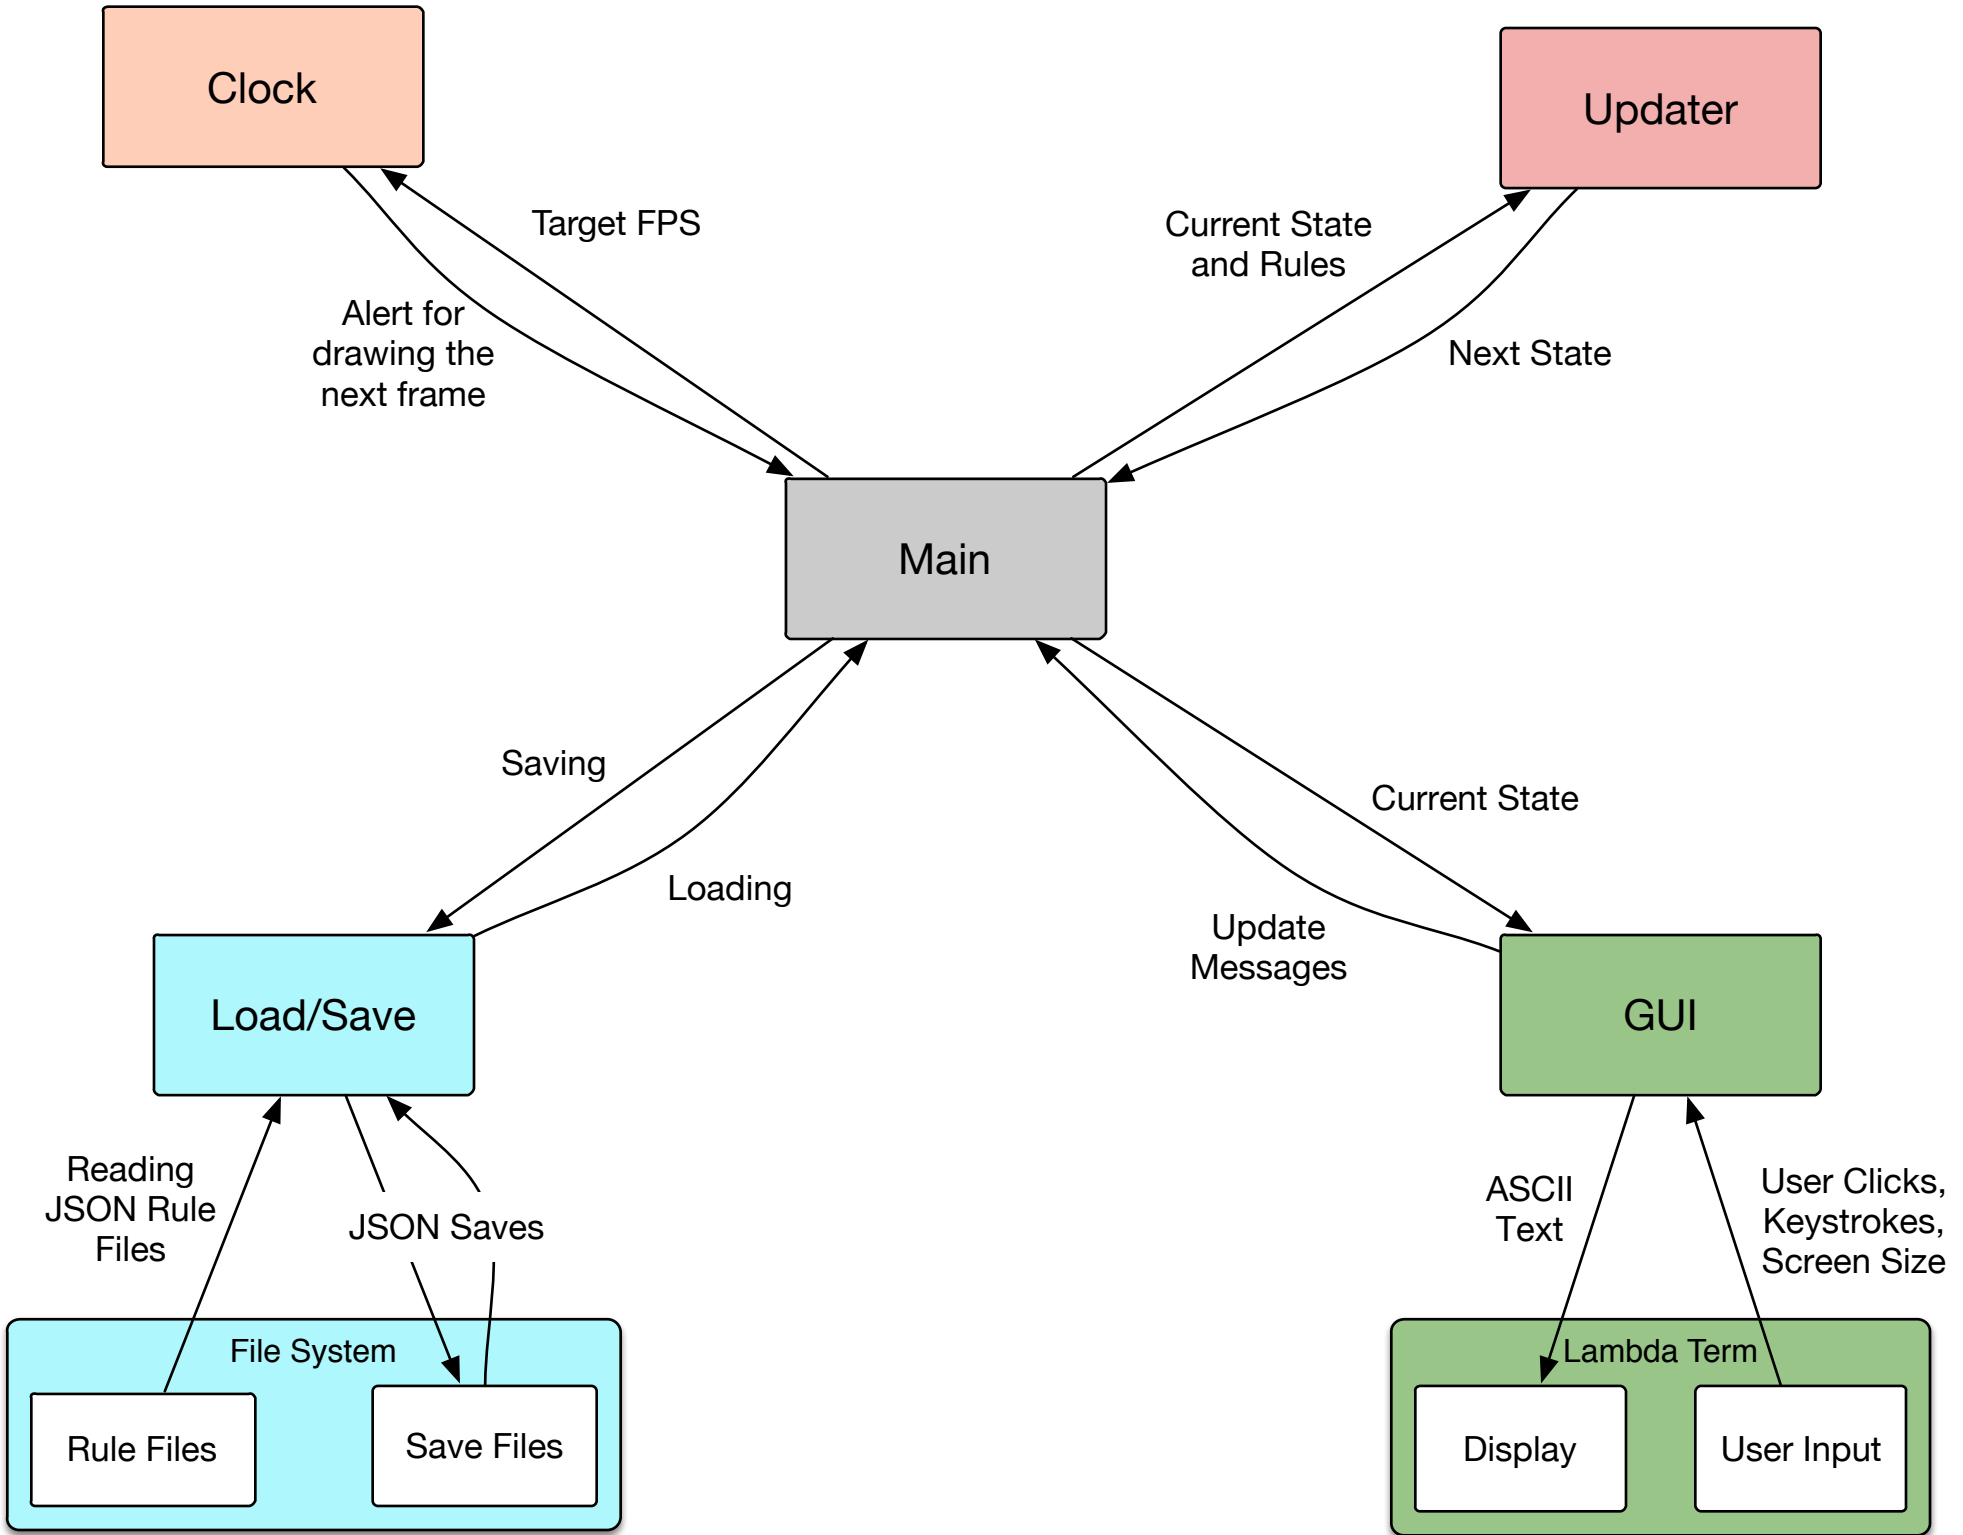 Clock
Updater
Target FPS
Current State
and Rules
Alert for
drawing the
next frame
Next State
Main
Saving
Current State
Loading
Update
Messages
Load/Save
GUI
Reading
JSON Rule
Files
JSON Saves
ASCII
Text
User Clicks,
Keystrokes,
Screen Size
File System
Lambda Term
Rule Files
Save Files
Display
User Input